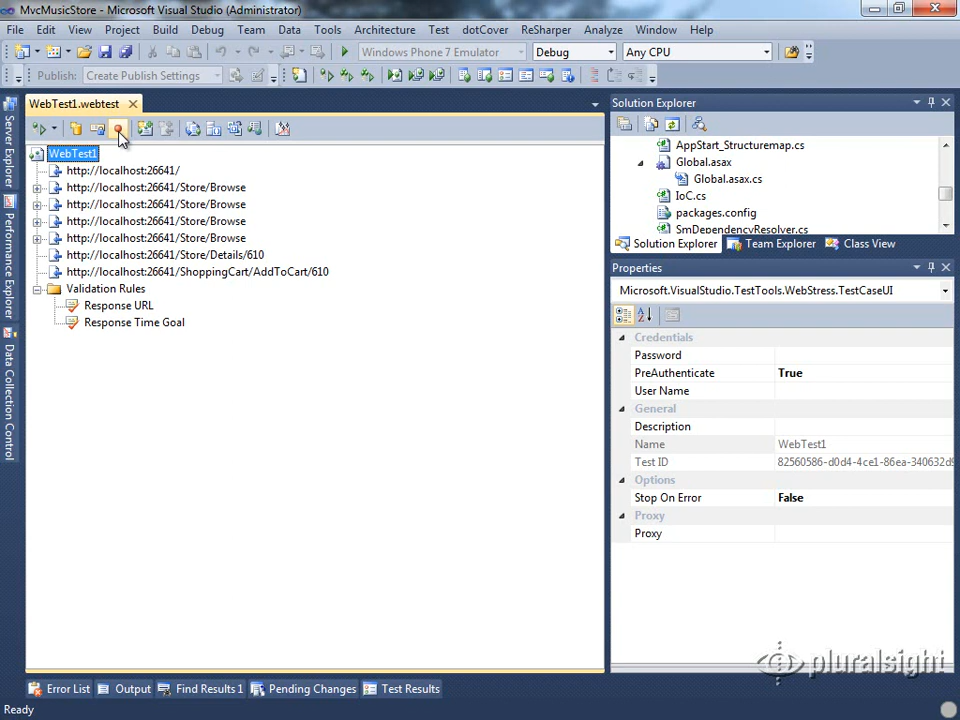 MvcMusicStore - Microsoft Visual Studio (Administrator)
File Edit View Project Build Debug Team Data Tools Architecture Test dotCover ReSharper Analyze Window Help
Windows Phone 7 Emulator Debug Any CPU
Publish: Create Publish Settings
WebTest1.webtest
WebTest1
http://localhost:26641/
http://localhost:26641/Store/Browse
http://localhost:26641/Store/Browse
http://localhost:26641/Store/Browse
http://localhost:26641/Store/Browse
http://localhost:26641/Store/Details/610
http://localhost:26641/ShoppingCart/AddToCart/610
Validation Rules
Response URL
Response Time Goal
Server Explorer
Performance Explorer
Data Collection Control
Solution Explorer
AppStart_Structuremap.cs
Global.asax
Global.asax.cs
IoC.cs
packages.config
SmDependencyResolver.cs
Solution Explorer Team Explorer Class View
Properties
Microsoft.VisualStudio.TestTools.WebStress.TestCaseUI
Credentials
Password
PreAuthenticate True
User Name
General
Description
Name WebTest1
Test ID 82560586-d0d4-4ce1-86ea-340632d
Options
Stop On Error False
Proxy
Proxy
pluralsight
Error List Output Find Results 1 Pending Changes Test Results
Ready